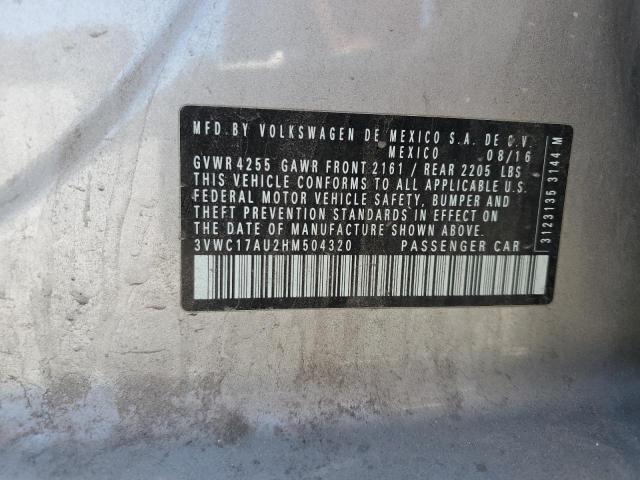 MFD.BY VOLKSWAGEN DE MEXICO S.A. DE C.V.
MEXICO 08/16
GVWR 4255 GAWR FRONT 2161 / REAR 2205 LBS
THIS VEHICLE CONFORMS TO ALL APPLICABLE U.S.
FEDERAL MOTOR VEHICLE SAFETY, BUMPER AND
THEFT PREVENTION STANDARDS IN EFFECT ON
THE DATE OF MANUFACTURE SHOWN ABOVE.
3VWC17AU2HM504320 PASSENGER CAR
3123135 3144 M